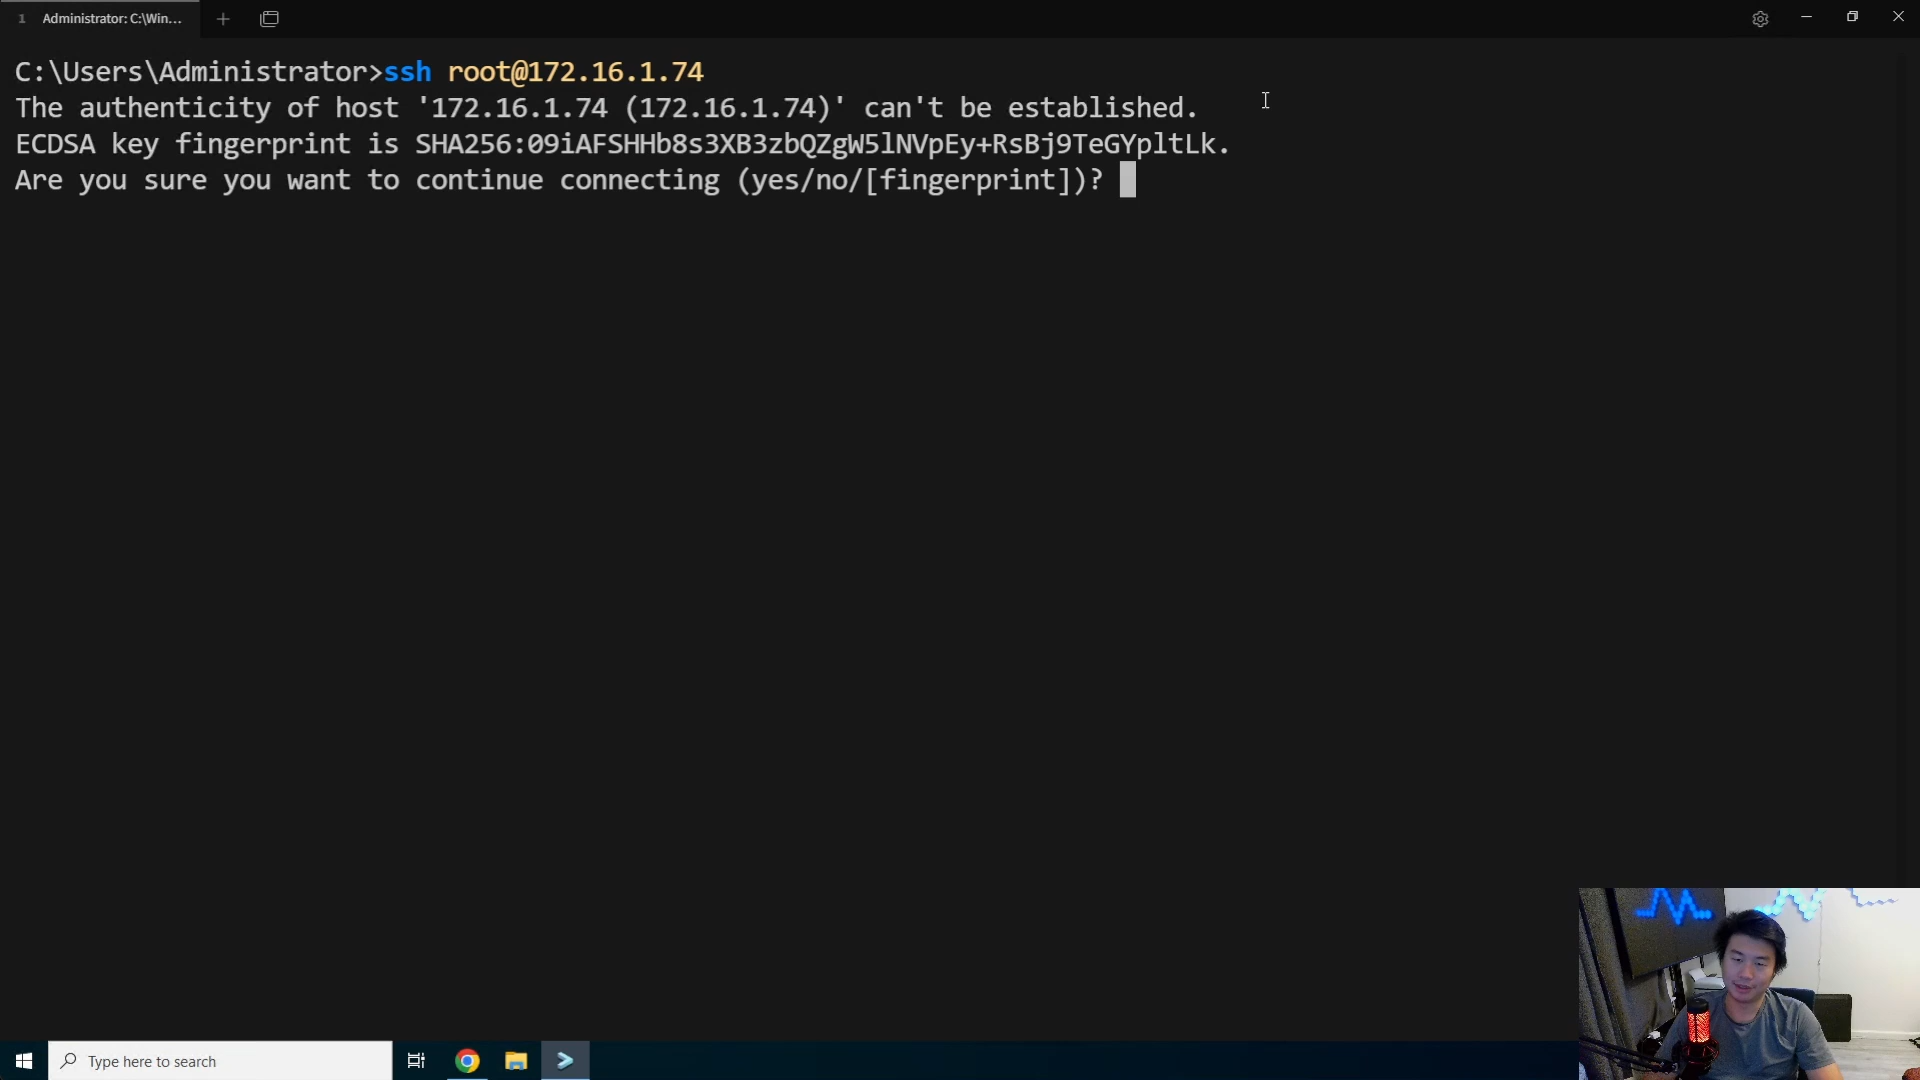 1 Administrator: C:\Win...
C:\Users\Administrator>ssh root@172.16.1.74
The authenticity of host '172.16.1.74 (172.16.1.74)' can't be established.
ECDSA key fingerprint is SHA256:09iAFSHHb8s3XB3zbQZgW5lNVpEy+RsBj9TeGYpltLk.
Are you sure you want to continue connecting (yes/no/[fingerprint])?
Type here to search